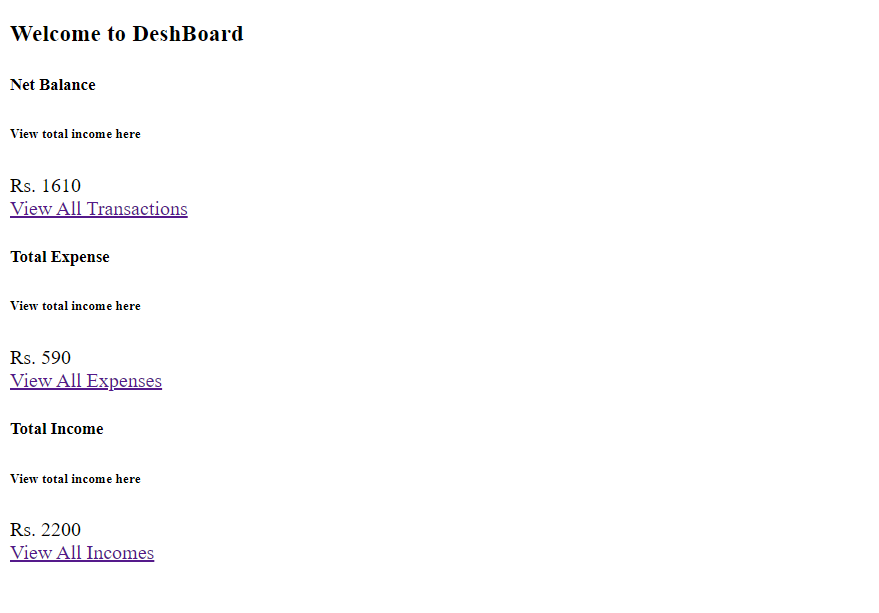 Welcome to DeshBoard
Net Balance
View total income here
Rs. 1610
View All Transactions
Total Expense
View total income here
Rs. 590
View All Expenses
Total Income
View total income here
Rs. 2200
View All Incomes